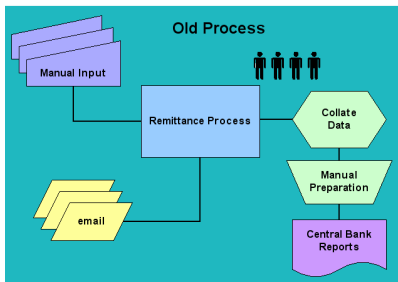 Old Process
Manual Input
Remittance Process
Collate
Data
Manual
Preparation
email
Central Bank
Reports